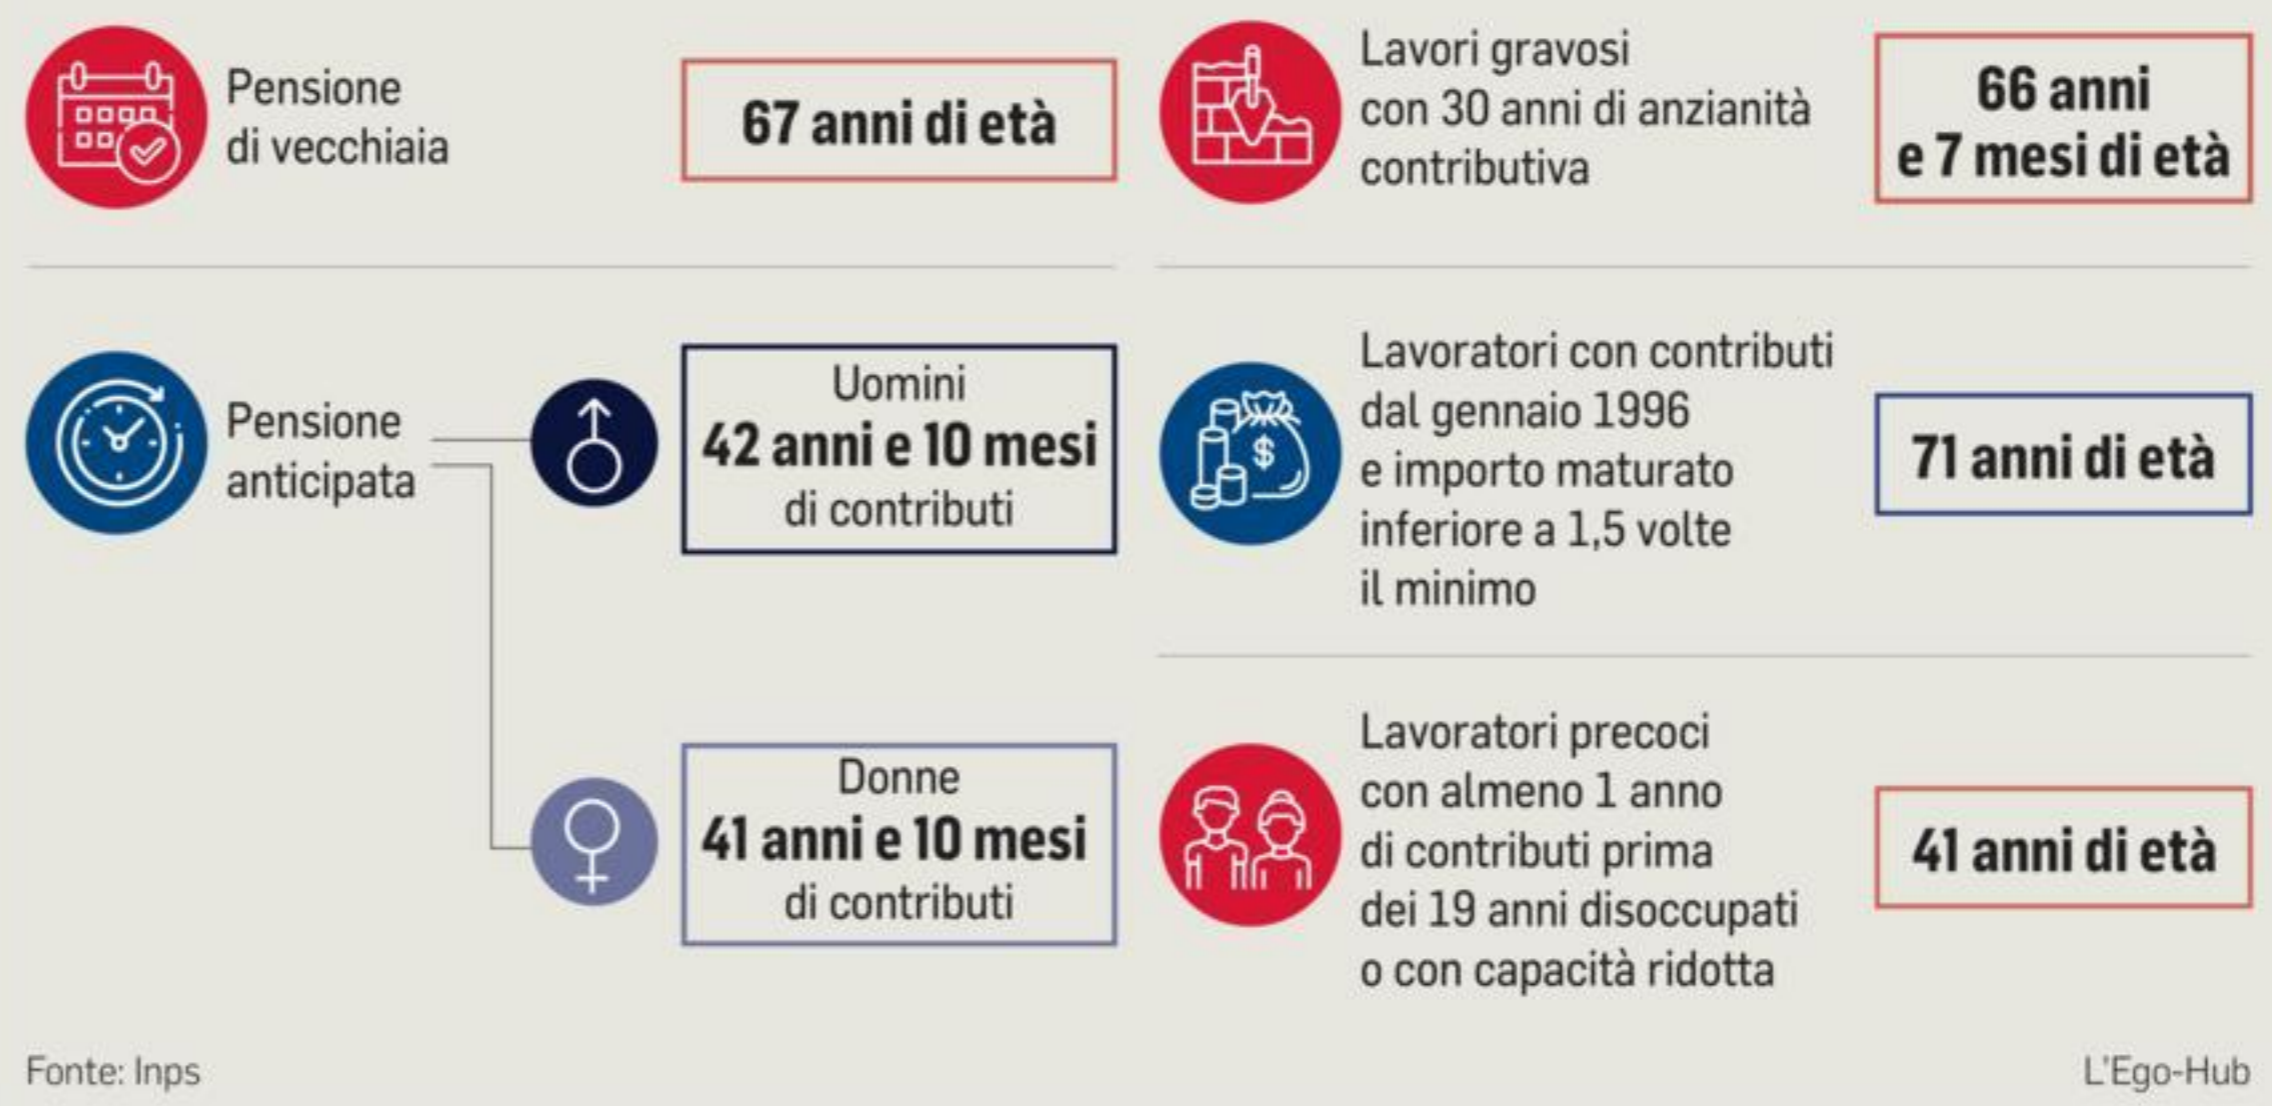 Pensione
di vecchiaia
67 anni di età
Pensione
anticipata
Uomini
42 anni e 10 mesi
di contributi
Donne
41 anni e 10 mesi
di contributi
Lavori gravosi
con 30 anni di anzianità
contributiva
66 anni
e 7 mesi di età
Lavoratori con contributi
dal gennaio 1996
e importo maturato
inferiore a 1,5 volte
il minimo
71 anni di età
Lavoratori precoci
con almeno 1 anno
di contributi prima
dei 19 anni disoccupati
o con capacità ridotta
41 anni di età
Fonte: Inps
L'Ego-Hub